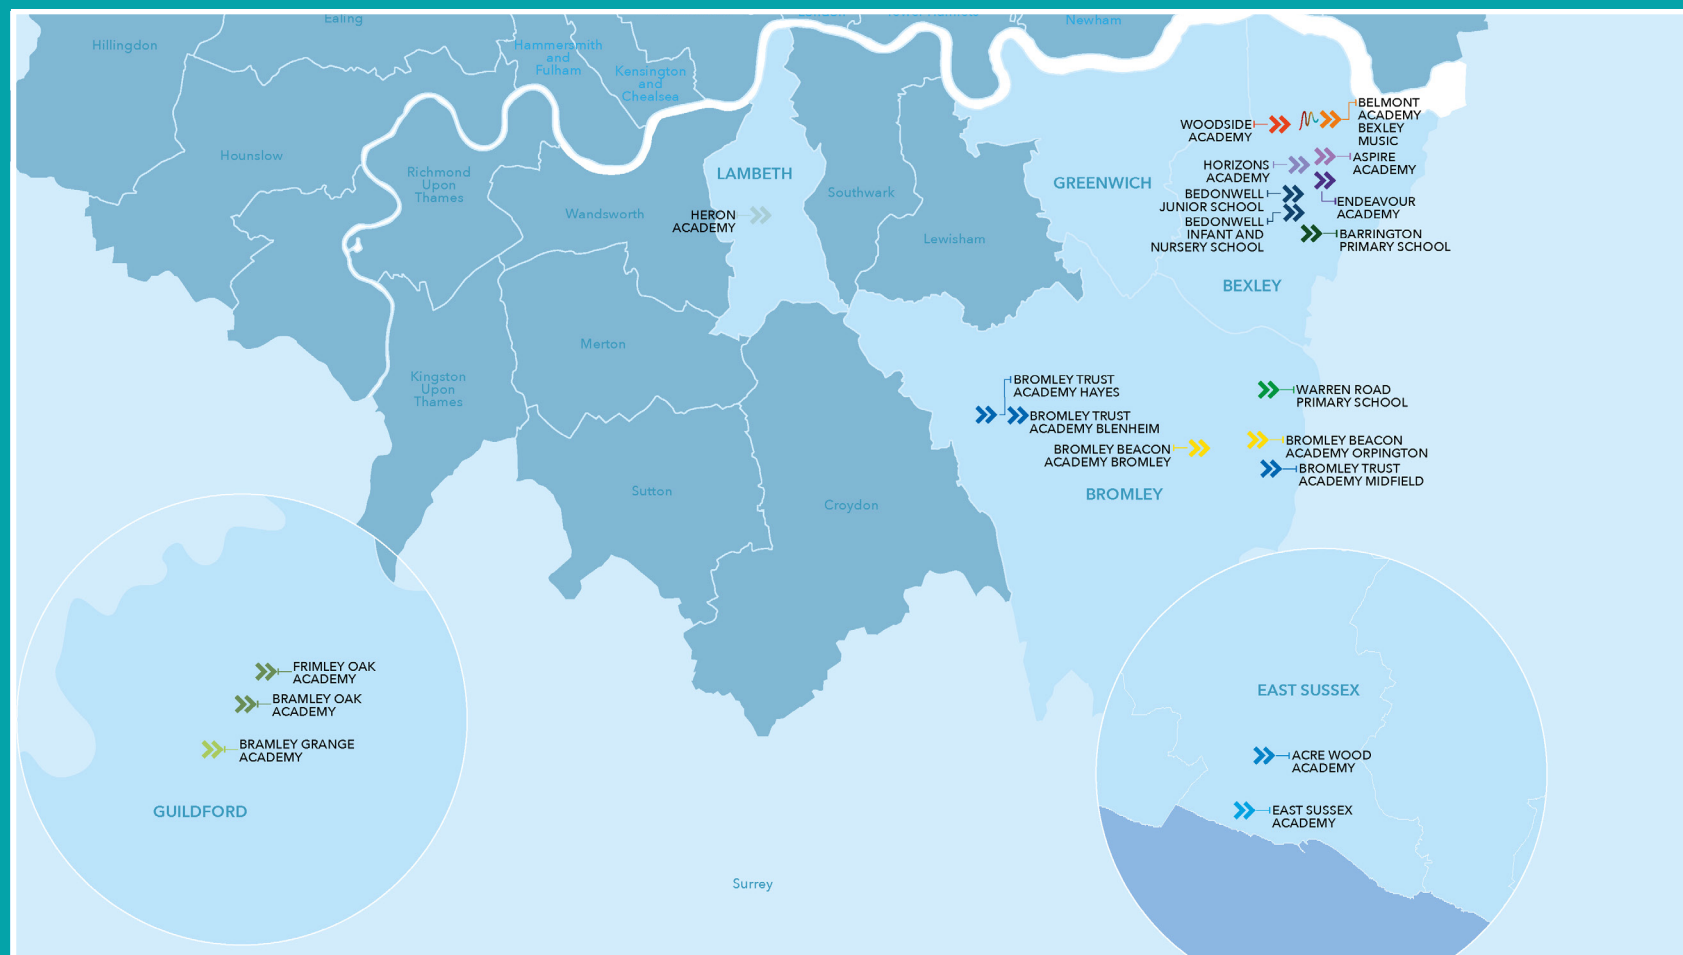 Ealing
Hillingdon
Newham
Hammersmith
and
Fulham
Kensington
and
Chealsea
Hounslow
Richmond
Upon
Thames
Wandsworth
LAMBETH
HERON
ACADEMY
Southwark
Lewisham
GREENWICH
WOODSIDE
ACADEMY
BELMONT
ACADEMY
BEXLEY
MUSIC
HORIZONS
ACADEMY
ASPIRE
ACADEMY
BEDONWELL
JUNIOR SCHOOL
ENDEAVOUR
ACADEMY
BEDONWELL
INFANT AND
NURSERY SCHOOL
BARRINGTON
PRIMARY SCHOOL
BEXLEY
Merton
Kingston
Upon
Thames
Sutton
Croydon
BROMLEY TRUST
ACADEMY HAYES
BROMLEY TRUST
ACADEMY BLENHEIM
BROMLEY BEACON
ACADEMY BROMLEY
WARREN ROAD
PRIMARY SCHOOL
BROMLEY BEACON
ACADEMY ORPINGTON
BROMLEY TRUST
ACADEMY MIDFIELD
BROMLEY
FRIMLEY OAK
ACADEMY
BRAMLEY OAK
ACADEMY
BRAMLEY GRANGE
ACADEMY
GUILDFORD
EAST SUSSEX
ACRE WOOD
ACADEMY
EAST SUSSEX
ACADEMY
Surrey